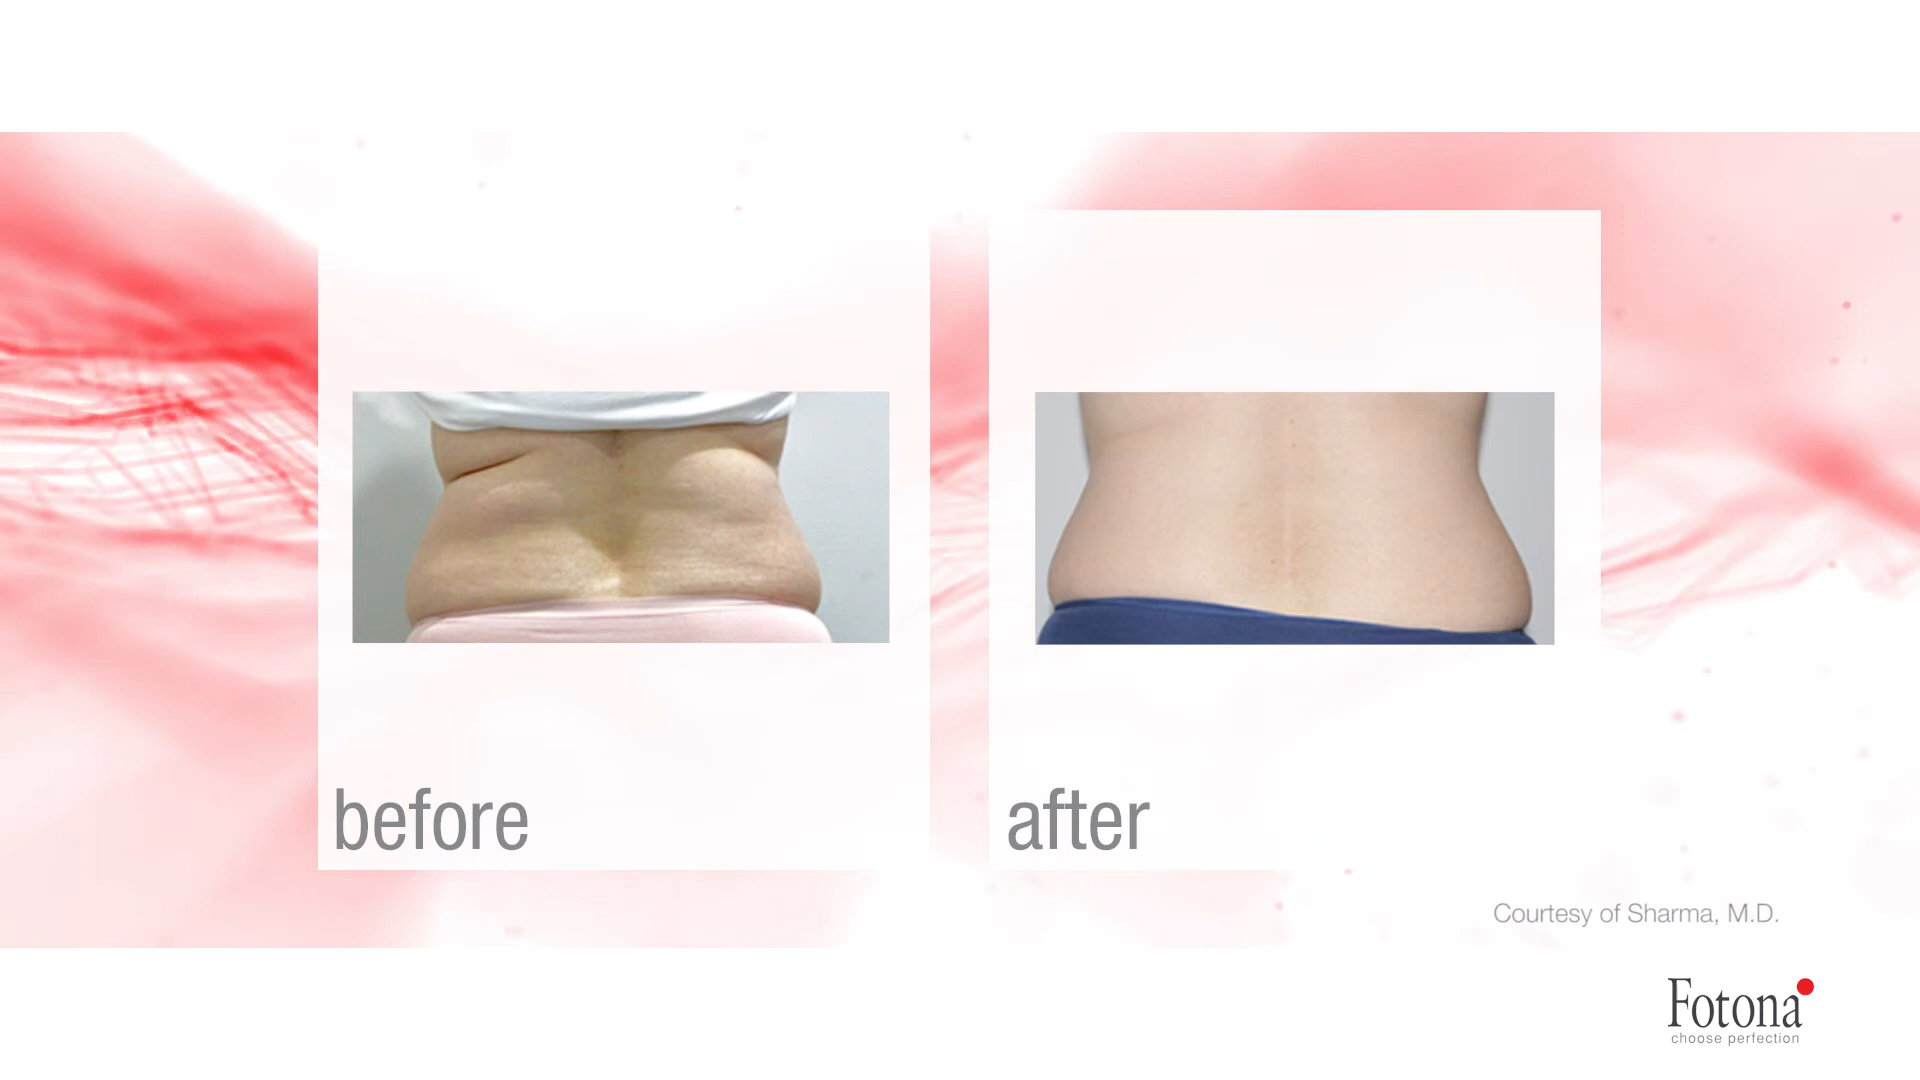 before
after
Courtesy of Sharma, M.D.
Fotona
choose perfection